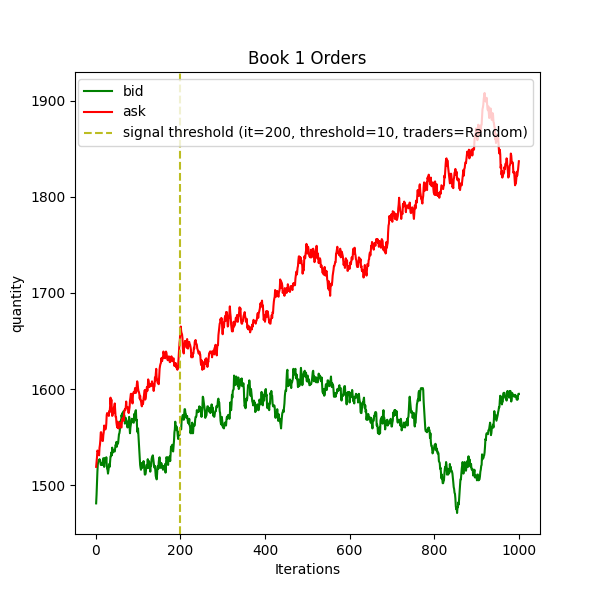 Book 1 Orders
bid
ask
signal threshold (it=200, threshold=10, traders=Random)
1900
1800
1700
1600
1500
quantity
0 200 400 600 800 1000
Iterations